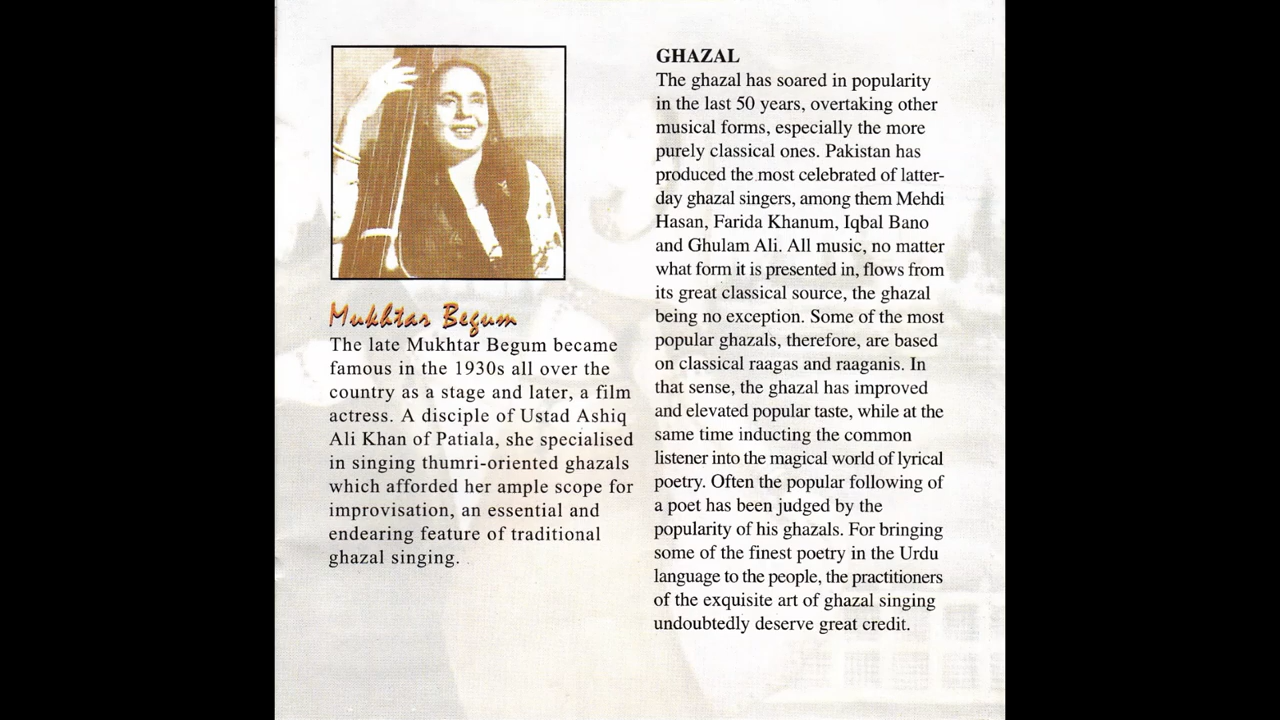 Mukhtar Begum
The late Mukhtar Begum became
famous in the 1930s all over the
country as a stage and later, a film
actress. A disciple of Ustad Ashiq
Ali Khan of Patiala, she specialised
in singing thumri-oriented ghazals
which afforded her ample scope for
improvisation, an essential and
endearing feature of traditional
ghazal singing.
GHAZAL
The ghazal has soared in popularity
in the last 50 years, overtaking other
musical forms, especially the more
purely classical ones. Pakistan has
produced the most celebrated of latter-
day ghazal singers, among them Mehdi
Hasan, Farida Khanum, Iqbal Bano
and Ghulam Ali. All music, no matter
what form it is presented in, flows from
its great classical source, the ghazal
being no exception. Some of the most
popular ghazals, therefore, are based
on classical raagas and raaganis. In
that sense, the ghazal has improved
and elevated popular taste, while at the
same time inducting the common
listener into the magical world of lyrical
poetry. Often the popular following of
a poet has been judged by the
popularity of his ghazals. For bringing
some of the finest poetry in the Urdu
language to the people, the practitioners
of the exquisite art of ghazal singing
undoubtedly deserve great credit.